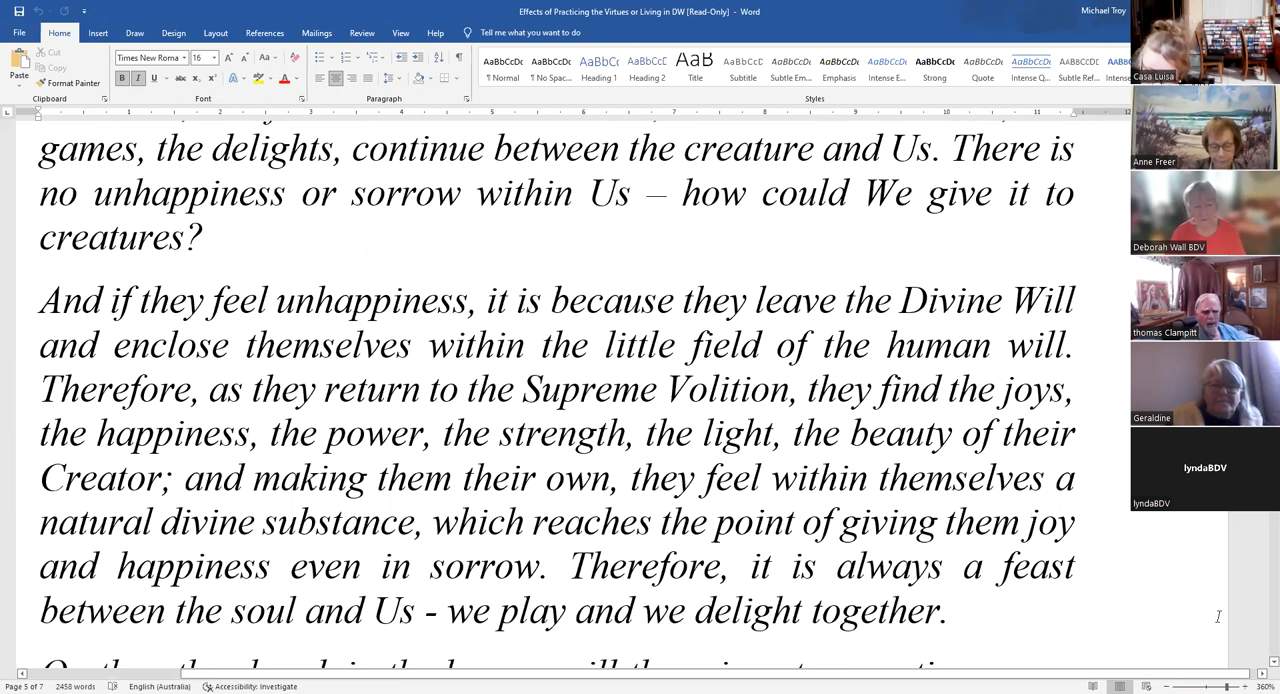 Effects of Practicing the Virtues or Living in DW [Read-Only] - Word
Michael Troy
File Home Insert Draw Design Layout References Mailings Review View Help Tell me what you want to do
Cut
Copy
Format Painter
Paste
Times New Roma 16
¶ Normal ¶ No Spac... Heading 1 Heading 2 Title Subtitle Subtle Em... Emphasis Intense E... Strong Quote Intense Q... Subtle Ref... Intense
Clipboard Font Paragraph Styles
games, the delights, continue between the creature and Us. There is
no unhappiness or sorrow within Us – how could We give it to
creatures?
And if they feel unhappiness, it is because they leave the Divine Will
and enclose themselves within the little field of the human will.
Therefore, as they return to the Supreme Volition, they find the joys,
the happiness, the power, the strength, the light, the beauty of their
Creator; and making them their own, they feel within themselves a
natural divine substance, which reaches the point of giving them joy
and happiness even in sorrow. Therefore, it is always a feast
between the soul and Us - we play and we delight together.
Casa Luisa
Anne Freer
Deborah Wall BDV
thomas Clampitt
Geraldine
lyndaBDV
lyndaBDV
Page 5 of 7 2458 words English (Australia) Accessibility: Investigate 360%